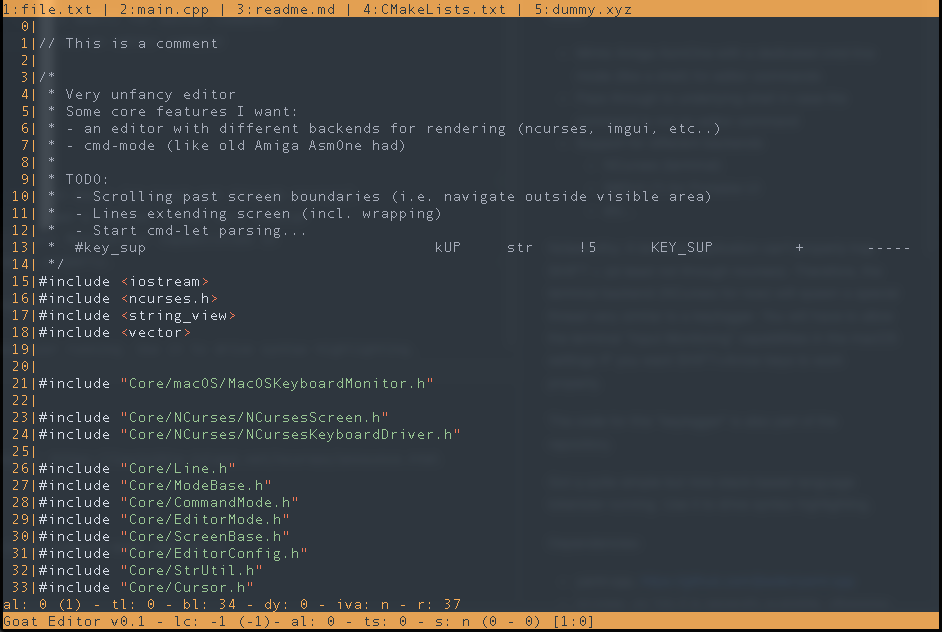 1:file.txt | 2:main.cpp | 3:readme.md | 4:CMakeLists.txt | 5:dummy.xyz
0|
1|// This is a comment
2|
3|/*
4| * Very unfancy editor
5| * Some core features I want:
6| * - an editor with different backends for rendering (ncurses, imgui, etc..)
7| * - cmd-mode (like old Amiga AsmOne had)
8| *
9| * TODO:
10| *  - Scrolling past screen boundaries (i.e. navigate outside visible area)
11| *  - Lines extending screen (incl. wrapping)
12| *  - Start cmd-let parsing...
13| *  #key_sup                                kUP     str     !5      KEY_SUP         +       -----
14| */
15|#include <iostream>
16|#include <ncurses.h>
17|#include <string_view>
18|#include <vector>
19|
20|
21|#include "Core/macOS/MacOSKeyboardMonitor.h"
22|
23|#include "Core/NCurses/NCursesScreen.h"
24|#include "Core/NCurses/NCursesKeyboardDriver.h"
25|
26|#include "Core/Line.h"
27|#include "Core/ModeBase.h"
28|#include "Core/CommandMode.h"
29|#include "Core/EditorMode.h"
30|#include "Core/ScreenBase.h"
31|#include "Core/EditorConfig.h"
32|#include "Core/StrUtil.h"
33|#include "Core/Cursor.h"
al: 0 (1) - tl: 0 - bl: 34 - dy: 0 - iva: n - r: 37
Goat Editor v0.1 - lc: -1 (-1)- al: 0 - ts: 0 - s: n (0 - 0) [1:0]